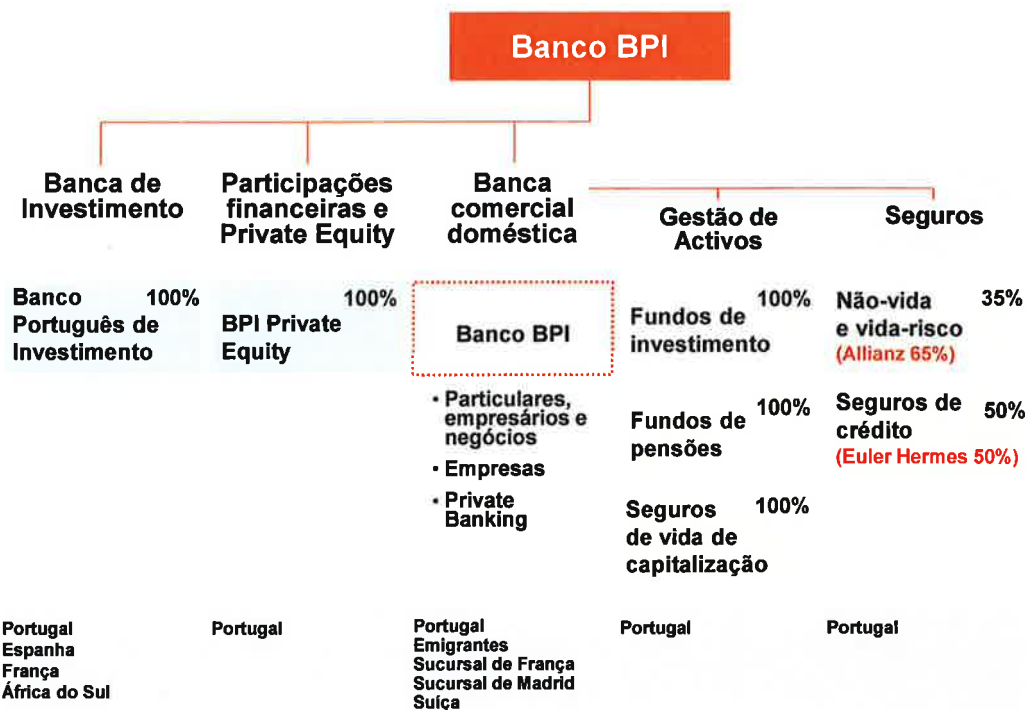 Banco BPI
Banca de
Investimento
Participações
financeiras e
Private Equity
Banca
comercial
doméstica
Gestão de
Activos
Seguros
Banco 100%
Português de
Investimento
100%
BPI Private
Equity
Banco BPI
• Particulares,
empresários e
negócios
• Empresas
• Private
Banking
100%
Fundos de
investimento
100%
Fundos de
pensões
Seguros 100%
de vida de
capitalização
Não-vida 35%
e vida-risco
(Allianz 65%)
Seguros de 50%
crédito
(Euler Hermes 50%)
Portugal
Espanha
França
África do Sul
Portugal
Portugal
Emigrantes
Sucursal de França
Sucursal de Madrid
Suíça
Portugal
Portugal